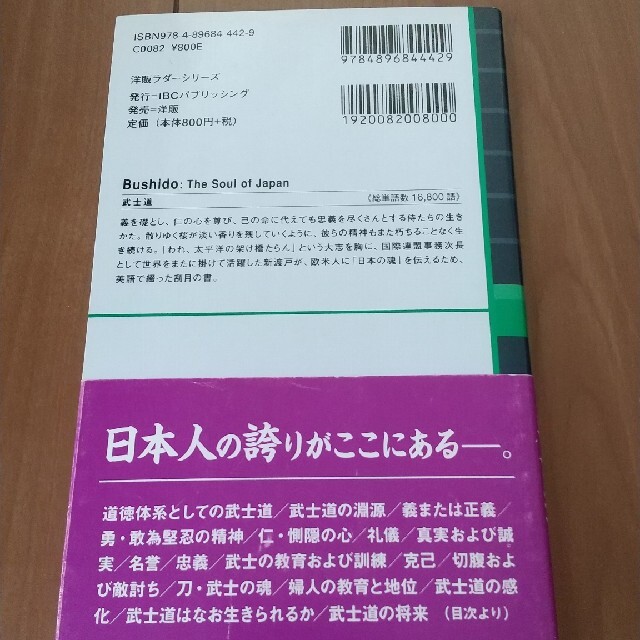 ISBN978-4-89684-442-9
C0082 ¥800E
9784896844429
洋販ラダーシリーズ
発行=IBCパブリッシング
発売=洋販
定価（本体800円+税）
1920082008000
Bushido: The Soul of Japan
武士道 《総単語数 16,800 語》
義を礎とし、仁の心を尊び、己の命に代えても忠義を尽くさんとする侍たちの生き
かた。散りゆく桜が淡い香りを残していくように、彼らの精神もまた朽ちることなく生
き続ける。「われ、太平洋の架け橋たらん」という大志を胸に、国際連盟事務次長
として世界をまたに掛けて活躍した新渡戸が、欧米人に「日本の魂」を伝えるため、
英語で綴った刮目の書。
日本人の誇りがここにある――。
道徳体系としての武士道／武士道の淵源／義または正義／
勇・敢為堅忍の精神／仁・惻隠の心／礼儀／真実および誠
実／名誉／忠義／武士の教育および訓練／克己／切腹およ
び敵討ち／刀・武士の魂／婦人の教育と地位／武士道の感
化／武士道はなお生きられるか／武士道の将来（目次より）